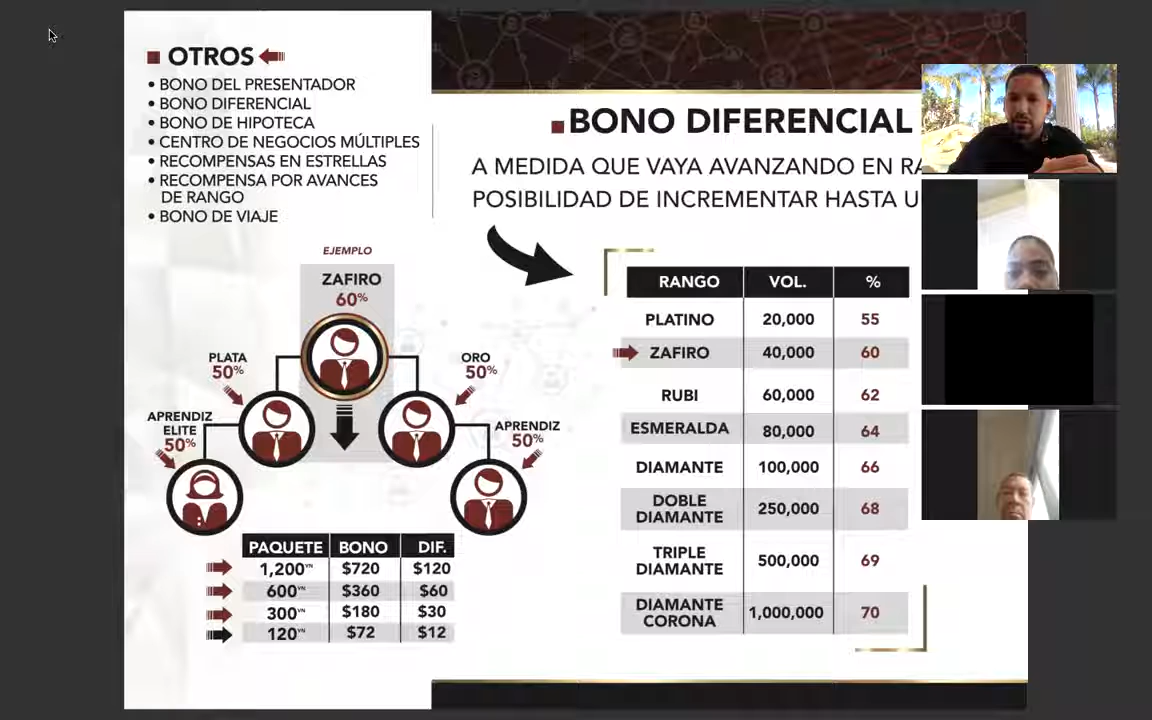 OTROS
• BONO DEL PRESENTADOR
• BONO DIFERENCIAL
• BONO DE HIPOTECA
• CENTRO DE NEGOCIOS MÚLTIPLES
• RECOMPENSAS EN ESTRELLAS
• RECOMPENSA POR AVANCES
DE RANGO
• BONO DE VIAJE
BONO DIFERENCIAL
A MEDIDA QUE VAYA AVANZANDO EN RA
POSIBILIDAD DE INCREMENTAR HASTA U
EJEMPLO
ZAFIRO
60%
PLATA
50%
ORO
50%
APRENDIZ
ELITE
50%
APRENDIZ
50%
PAQUETE BONO DIF.
1,200VN $720 $120
600VN $360 $60
300VN $180 $30
120VN $72 $12
RANGO VOL. %
PLATINO 20,000 55
ZAFIRO 40,000 60
RUBI 60,000 62
ESMERALDA 80,000 64
DIAMANTE 100,000 66
DOBLE
DIAMANTE 250,000 68
TRIPLE
DIAMANTE 500,000 69
DIAMANTE
CORONA 1,000,000 70